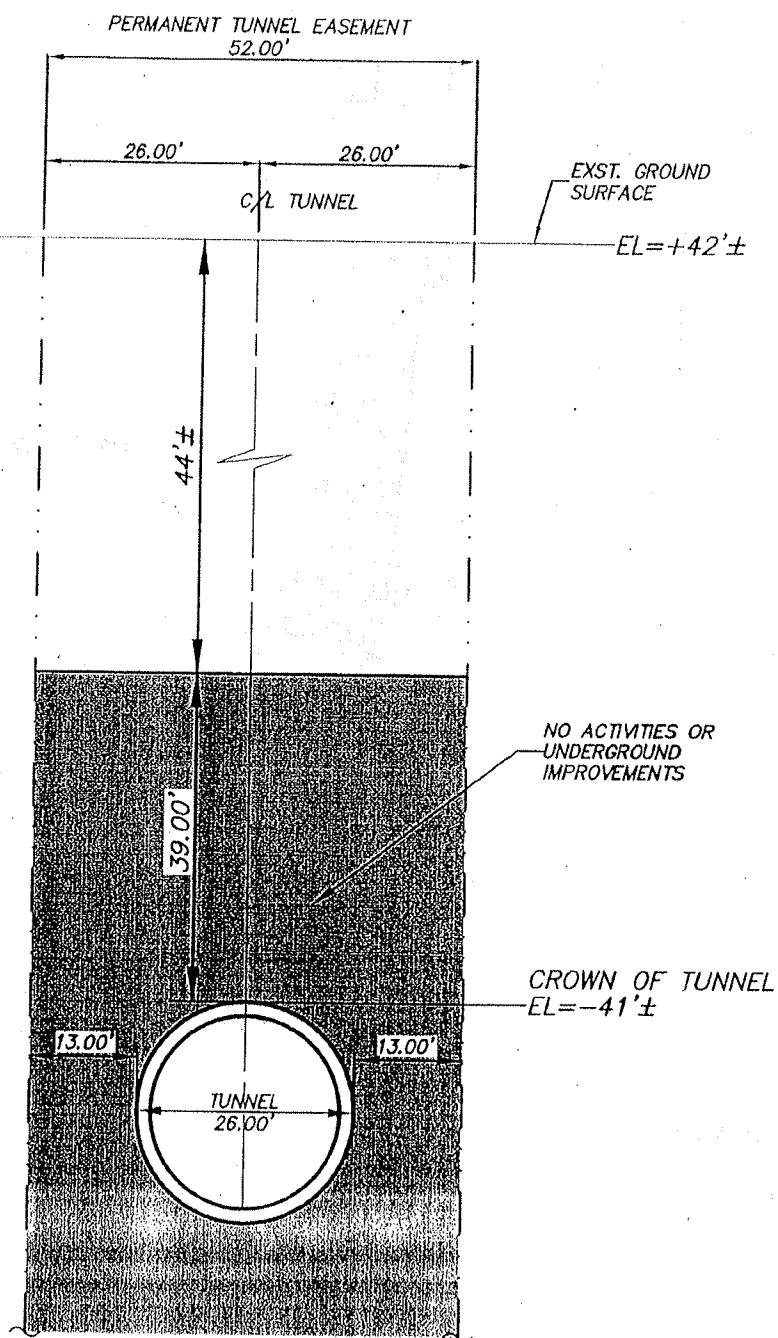 PERMANENT TUNNEL EASEMENT
52.00'
26.00'
26.00'
C/L TUNNEL
EXST. GROUND
SURFACE
EL=+42'±
44'±
NO ACTIVITIES OR
UNDERGROUND
IMPROVEMENTS
39.00'
CROWN OF TUNNEL
EL=-41'±
13.00'
13.00'
TUNNEL
26.00'